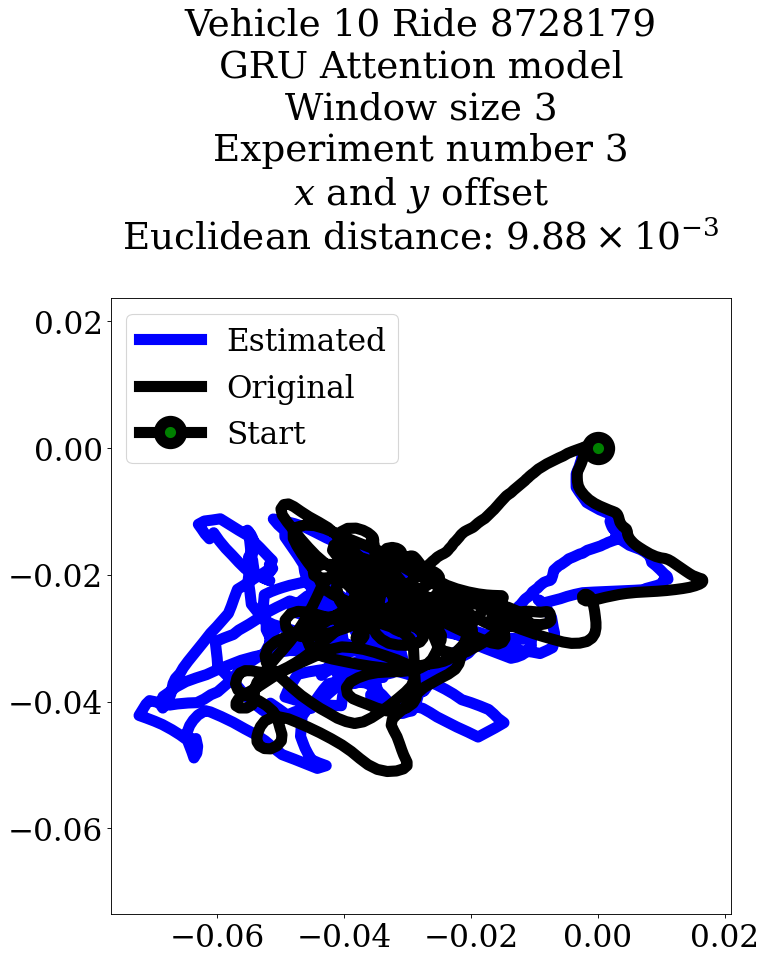 Vehicle 10 Ride 8728179
GRU Attention model
Window size 3
Experiment number 3
x and y offset
Euclidean distance: 9.88 × 10⁻³
Estimated
Original
Start
0.02
0.00
−0.02
−0.04
−0.06
−0.06 −0.04 −0.02 0.00 0.02